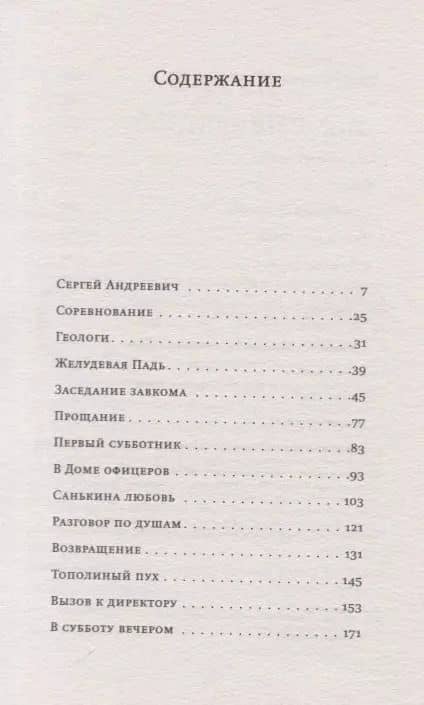 Содержание
Сергей Андреевич . . . . . . . . . . . . . . . . . . . . 7
Соревнование . . . . . . . . . . . . . . . . . . . . . . . 25
Геологи. . . . . . . . . . . . . . . . . . . . . . . . . . . . . 31
Желудевая Падь. . . . . . . . . . . . . . . . . . . . . . 39
Заседание завкома . . . . . . . . . . . . . . . . . . . 45
Прощание. . . . . . . . . . . . . . . . . . . . . . . . . . . 77
Первый субботник . . . . . . . . . . . . . . . . . . . . 83
В Доме офицеров . . . . . . . . . . . . . . . . . . . . . 93
Санькина любовь . . . . . . . . . . . . . . . . . . . . 103
Разговор по душам. . . . . . . . . . . . . . . . . . . 121
Возвращение . . . . . . . . . . . . . . . . . . . . . . . . 131
Тополиный пух . . . . . . . . . . . . . . . . . . . . . . 145
Вызов к директору . . . . . . . . . . . . . . . . . . . 153
В субботу вечером . . . . . . . . . . . . . . . . . . . 171